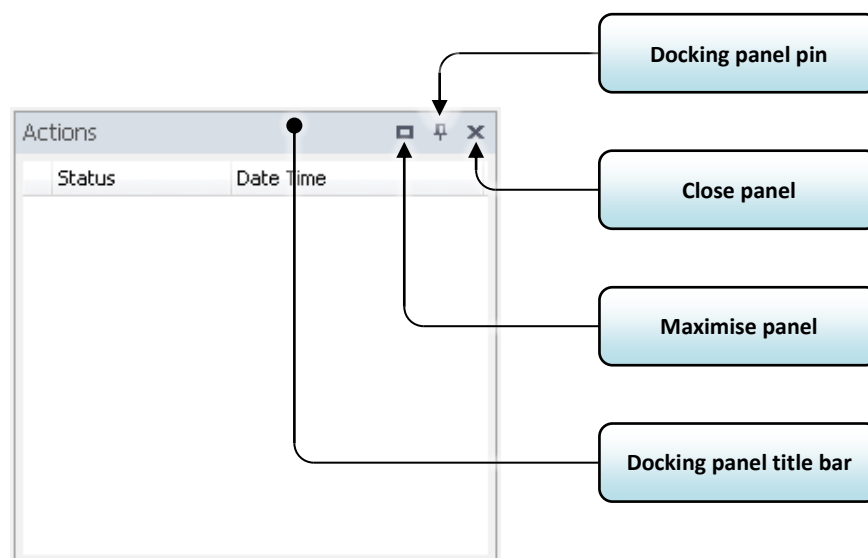 Docking panel pin
Actions
Status Date Time
Close panel
Maximise panel
Docking panel title bar